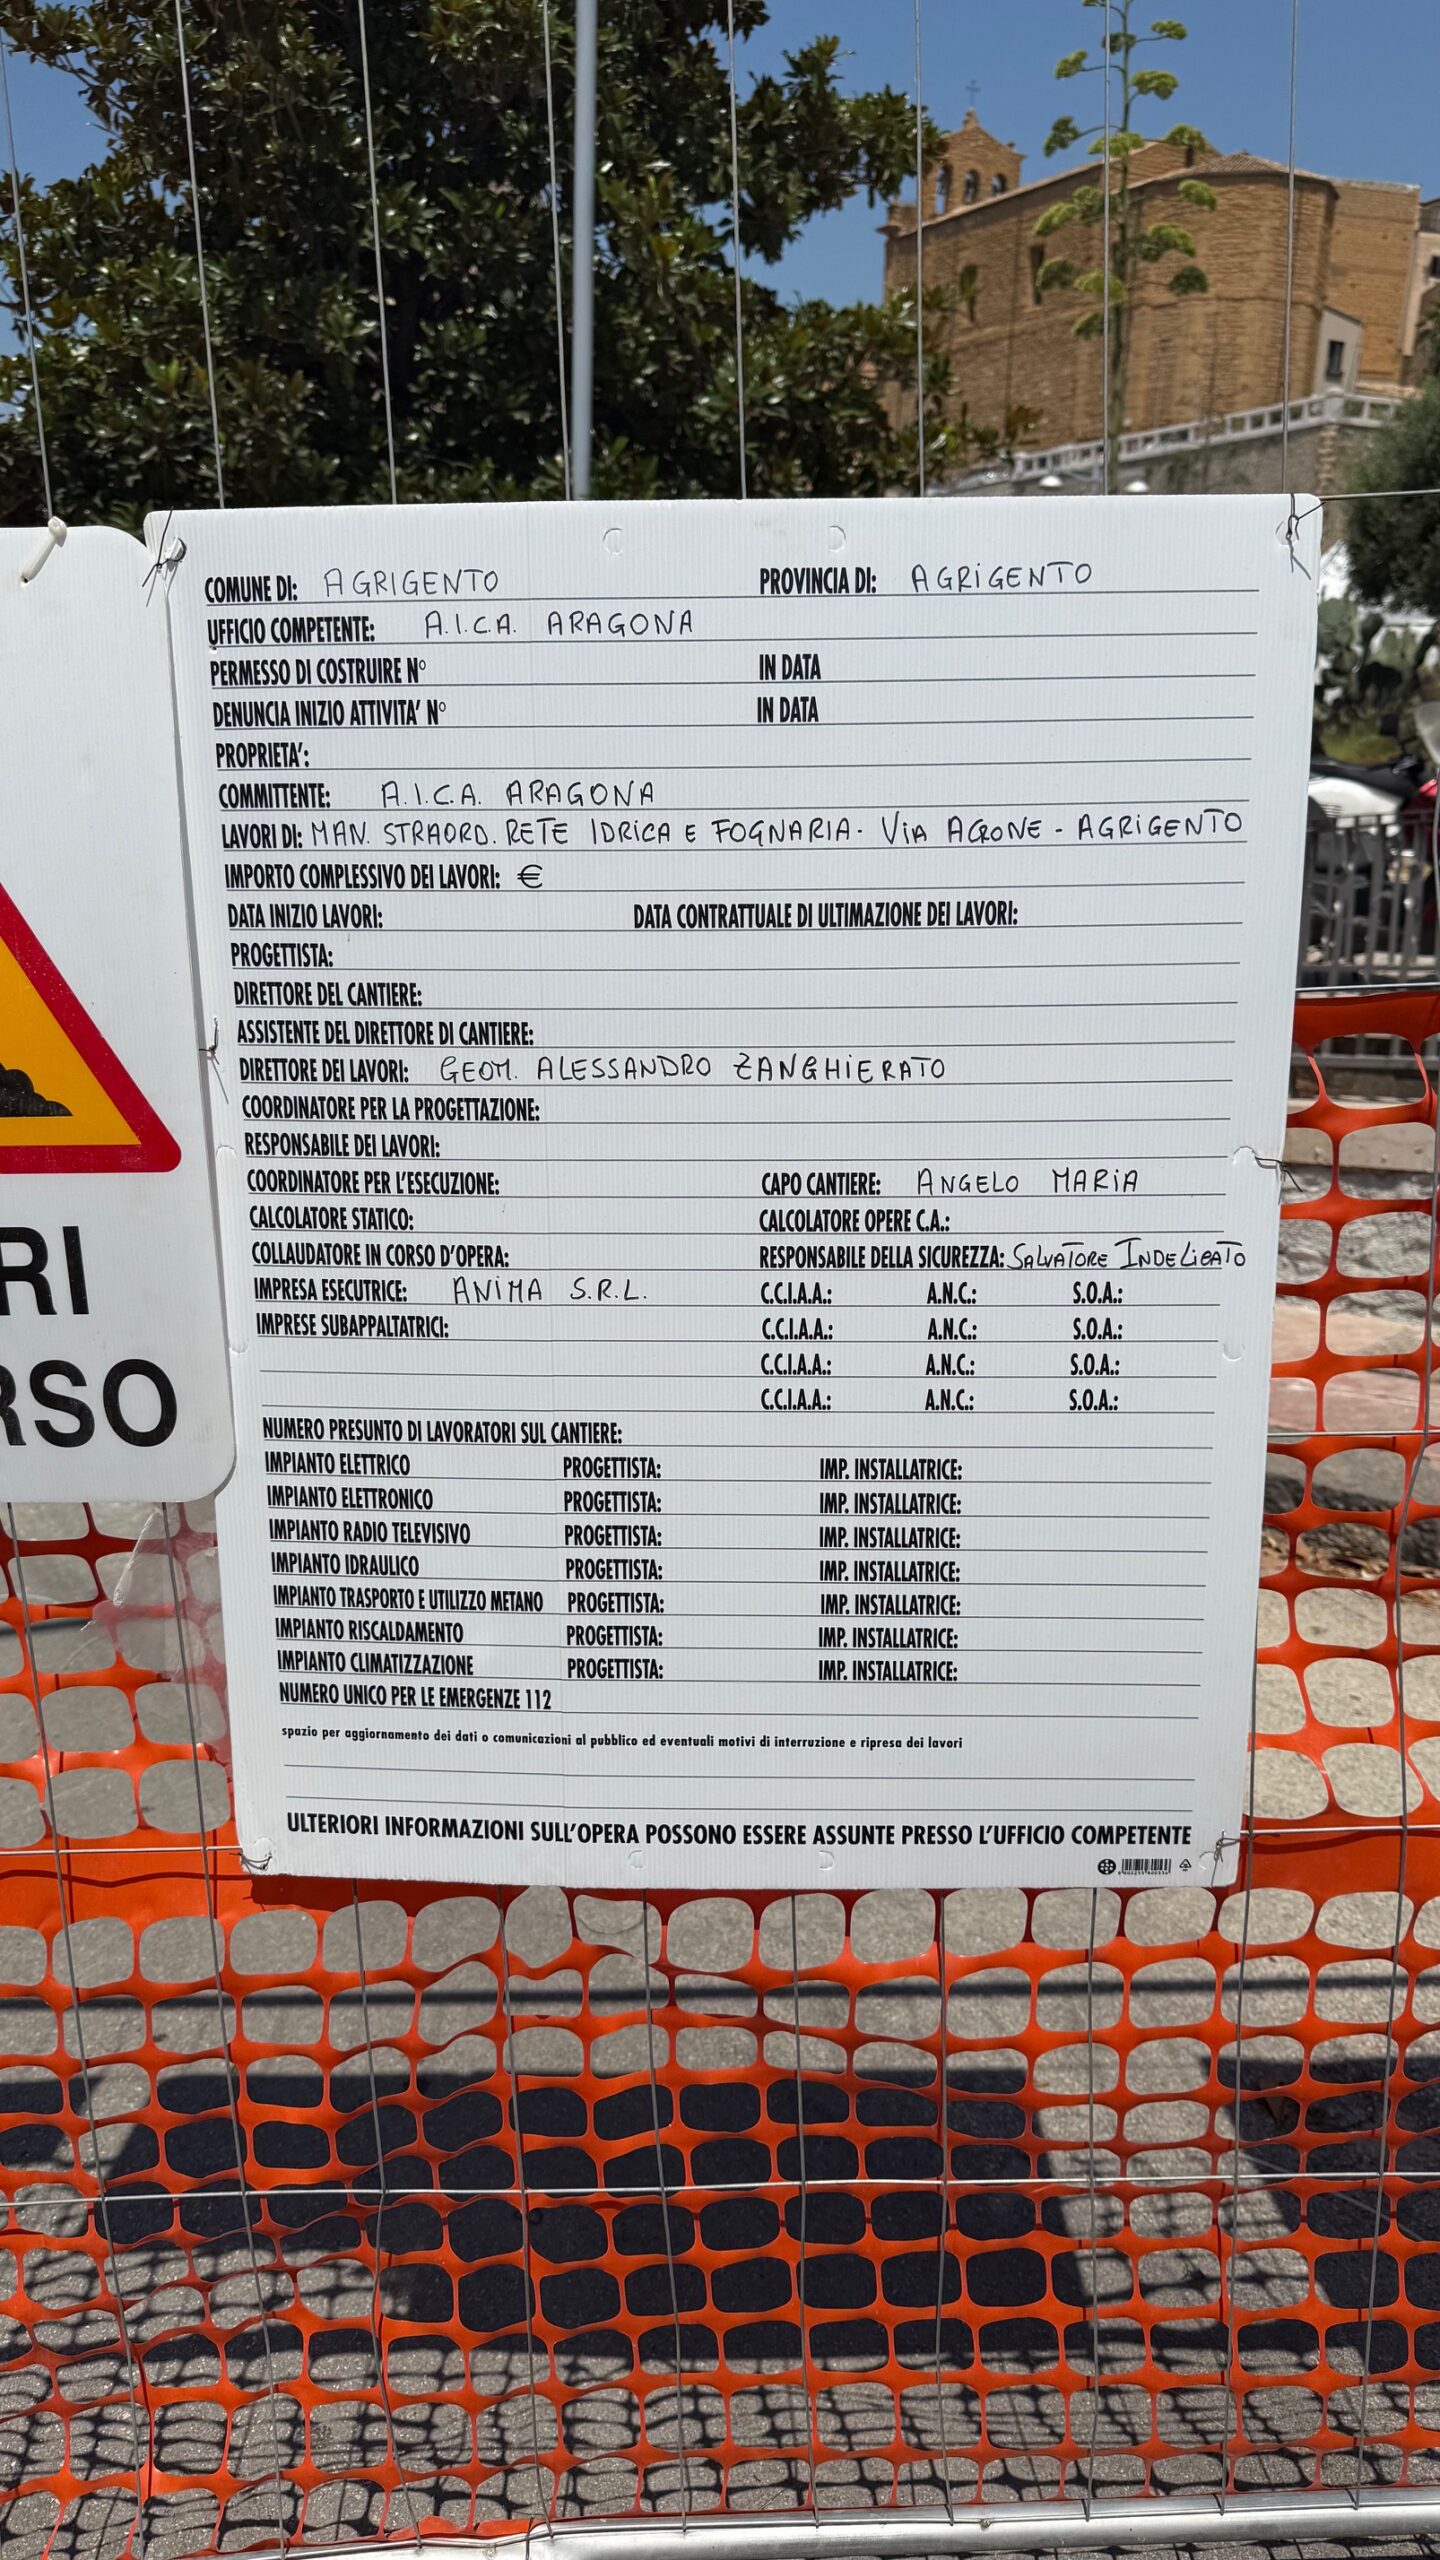 COMUNE DI: AGRIGENTO PROVINCIA DI: AGRIGENTO
UFFICIO COMPETENTE: A.I.C.A. ARAGONA
PERMESSO DI COSTRUIRE N° IN DATA
DENUNCIA INIZIO ATTIVITA' N° IN DATA
PROPRIETA':
COMMITTENTE: A.I.C.A. ARAGONA
LAVORI DI: MAN. STRAORD. RETE IDRICA E FOGNARIA - VIA ACRONE - AGRIGENTO
IMPORTO COMPLESSIVO DEI LAVORI: €
DATA INIZIO LAVORI: DATA CONTRATTUALE DI ULTIMAZIONE DEI LAVORI:
PROGETTISTA:
DIRETTORE DEL CANTIERE:
ASSISTENTE DEL DIRETTORE DI CANTIERE:
DIRETTORE DEI LAVORI: GEOM. ALESSANDRO ZANGHIERATO
COORDINATORE PER LA PROGETTAZIONE:
RESPONSABILE DEI LAVORI:
COORDINATORE PER L'ESECUZIONE: CAPO CANTIERE: ANGELO MARIA
CALCOLATORE STATICO: CALCOLATORE OPERE C.A.:
COLLAUDATORE IN CORSO D'OPERA: RESPONSABILE DELLA SICUREZZA: SALVATORE INDELICATO
IMPRESA ESECUTRICE: ANIMA S.R.L. C.C.I.A.A.: A.N.C.: S.O.A.:
IMPRESE SUBAPPALTATRICI: C.C.I.A.A.: A.N.C.: S.O.A.:
C.C.I.A.A.: A.N.C.: S.O.A.:
C.C.I.A.A.: A.N.C.: S.O.A.:
NUMERO PRESUNTO DI LAVORATORI SUL CANTIERE:
IMPIANTO ELETTRICO PROGETTISTA: IMP. INSTALLATRICE:
IMPIANTO ELETTRONICO PROGETTISTA: IMP. INSTALLATRICE:
IMPIANTO RADIO TELEVISIVO PROGETTISTA: IMP. INSTALLATRICE:
IMPIANTO IDRAULICO PROGETTISTA: IMP. INSTALLATRICE:
IMPIANTO TRASPORTO E UTILIZZO METANO PROGETTISTA: IMP. INSTALLATRICE:
IMPIANTO RISCALDAMENTO PROGETTISTA: IMP. INSTALLATRICE:
IMPIANTO CLIMATIZZAZIONE PROGETTISTA: IMP. INSTALLATRICE:
NUMERO UNICO PER LE EMERGENZE 112
spazio per aggiornamento dei dati o comunicazioni al pubblico ed eventuali motivi di interruzione e ripresa dei lavori
ULTERIORI INFORMAZIONI SULL'OPERA POSSONO ESSERE ASSUNTE PRESSO L'UFFICIO COMPETENTE
RI
RSO